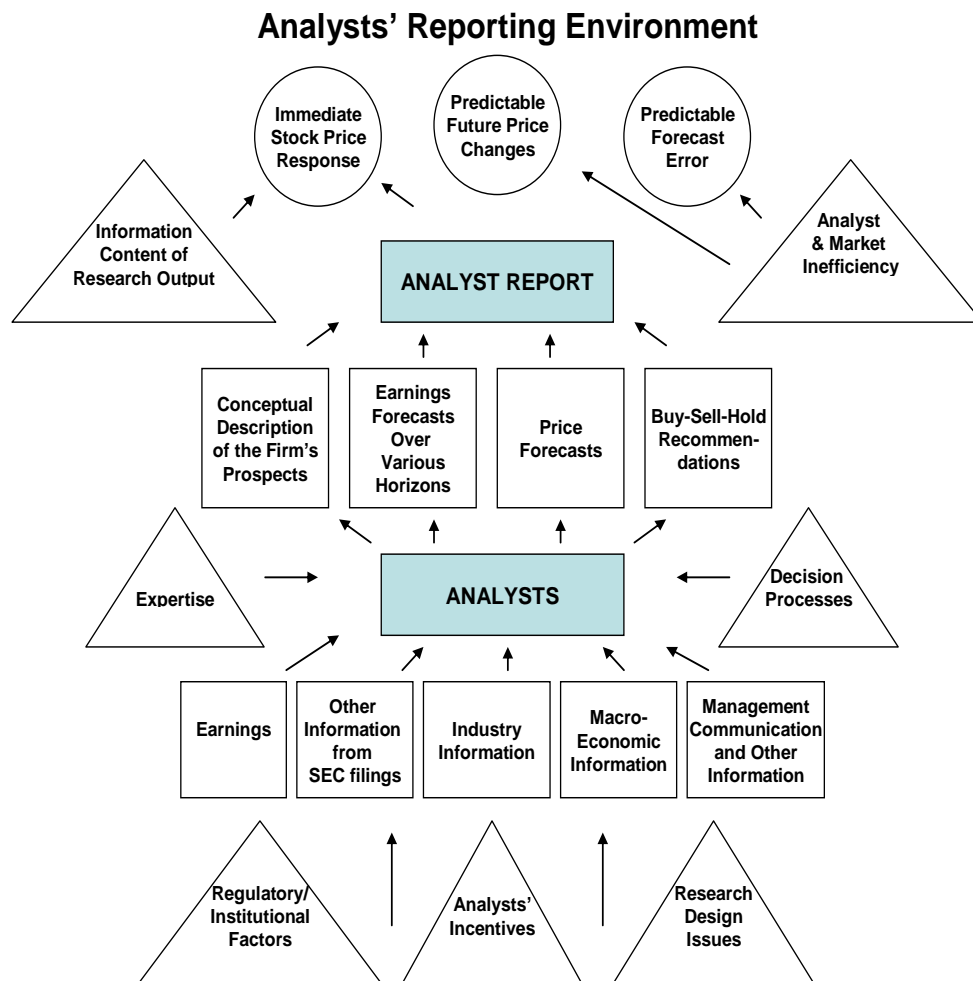 Analysts' Reporting Environment
Immediate
Stock Price
Response
Predictable
Future Price
Changes
Predictable
Forecast
Error
Information
Content of
Research Output
Analyst
& Market
Inefficiency
ANALYST REPORT
Conceptual
Description
of the Firm's
Prospects
Earnings
Forecasts
Over
Various
Horizons
Price
Forecasts
Buy-Sell-Hold
Recommen-
dations
Expertise
ANALYSTS
Decision
Processes
Earnings
Other
Information
from
SEC filings
Industry
Information
Macro-
Economic
Information
Management
Communication
and Other
Information
Regulatory/
Institutional
Factors
Analysts'
Incentives
Research
Design
Issues